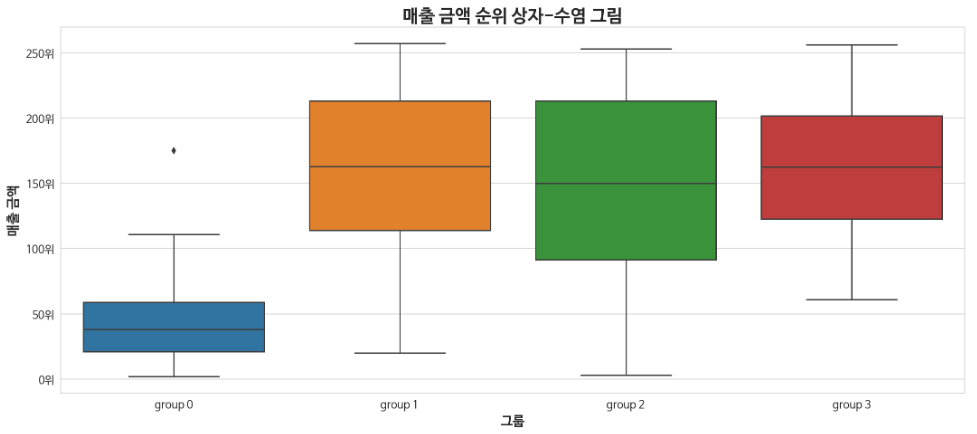 매출 금액 순위 상자-수염 그림
매출 금액
250위
200위
150위
100위
50위
0위
group 0
group 1
group 2
group 3
그룹